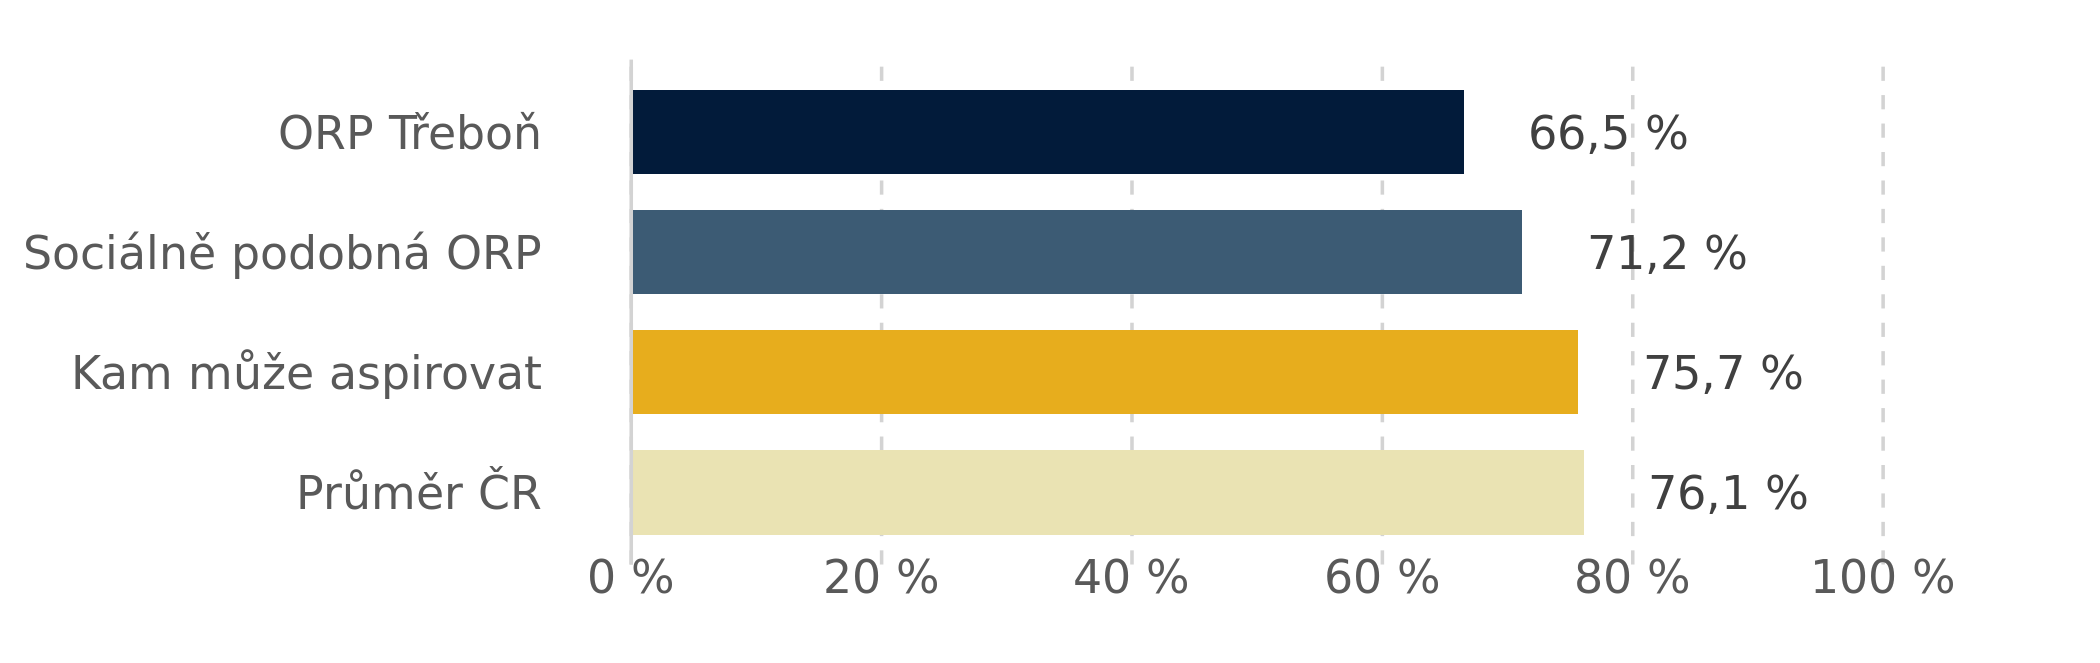 ORP Třeboň 66,5 %
Sociálně podobná ORP 71,2 %
Kam může aspirovat 75,7 %
Průměr ČR 76,1 %
0 % 20 % 40 % 60 % 80 % 100 %